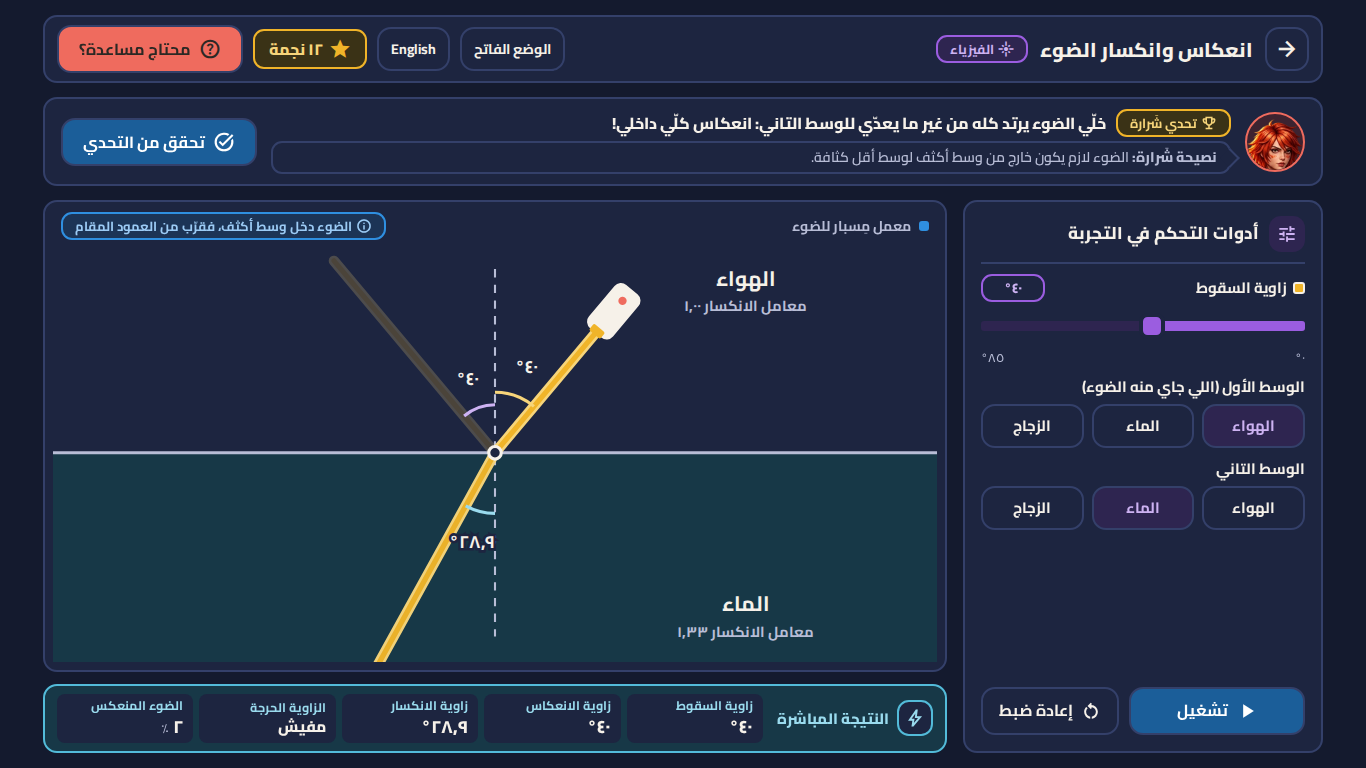 انعكاس وانكسار الضوء
الفيزياء
الوضع الفاتح
English
١٢ نجمة
محتاج مساعدة؟
تحدي شرارة
خلّي الضوء يرتد كله من غير ما يعدّي للوسط التاني: انعكاس كلّي داخلي!
نصيحة شرارة: الضوء لازم يكون خارج من وسط أكثف لوسط أقل كثافة.
تحقق من التحدي
أدوات التحكم في التجربة
زاوية السقوط
٤٠°
٠°
٨٥°
الوسط الأول (اللي جاي منه الضوء)
الهواء
الماء
الزجاج
الوسط التاني
الهواء
الماء
الزجاج
تشغيل
إعادة ضبط
معمل مسبار للضوء
الضوء دخل وسط أكثف، فقرّب من العمود المقام
الهواء
معامل الانكسار ١,٠٠
٤٠°
٤٠°
٢٨,٩°
الماء
معامل الانكسار ١,٣٣
النتيجة المباشرة
زاوية السقوط
٤٠°
زاوية الانعكاس
٤٠°
زاوية الانكسار
٢٨,٩°
الزاوية الحرجة
مفيش
الضوء المنعكس
٢ ٪